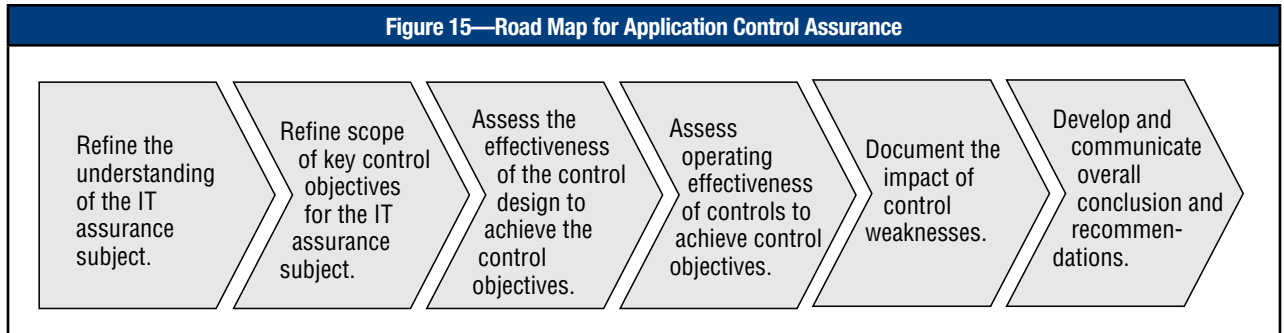 Figure 15—Road Map for Application Control Assurance
Refine the
understanding
of the IT
assurance
subject.
Refine scope
of key control
objectives
for the IT
assurance
subject.
Assess the
effectiveness
of the control
design to
achieve the
control
objectives.
Assess
operating
effectiveness
of controls to
achieve control
objectives.
Document the
impact of
control
weaknesses.
Develop and
communicate
overall
conclusion and
recommen-
dations.